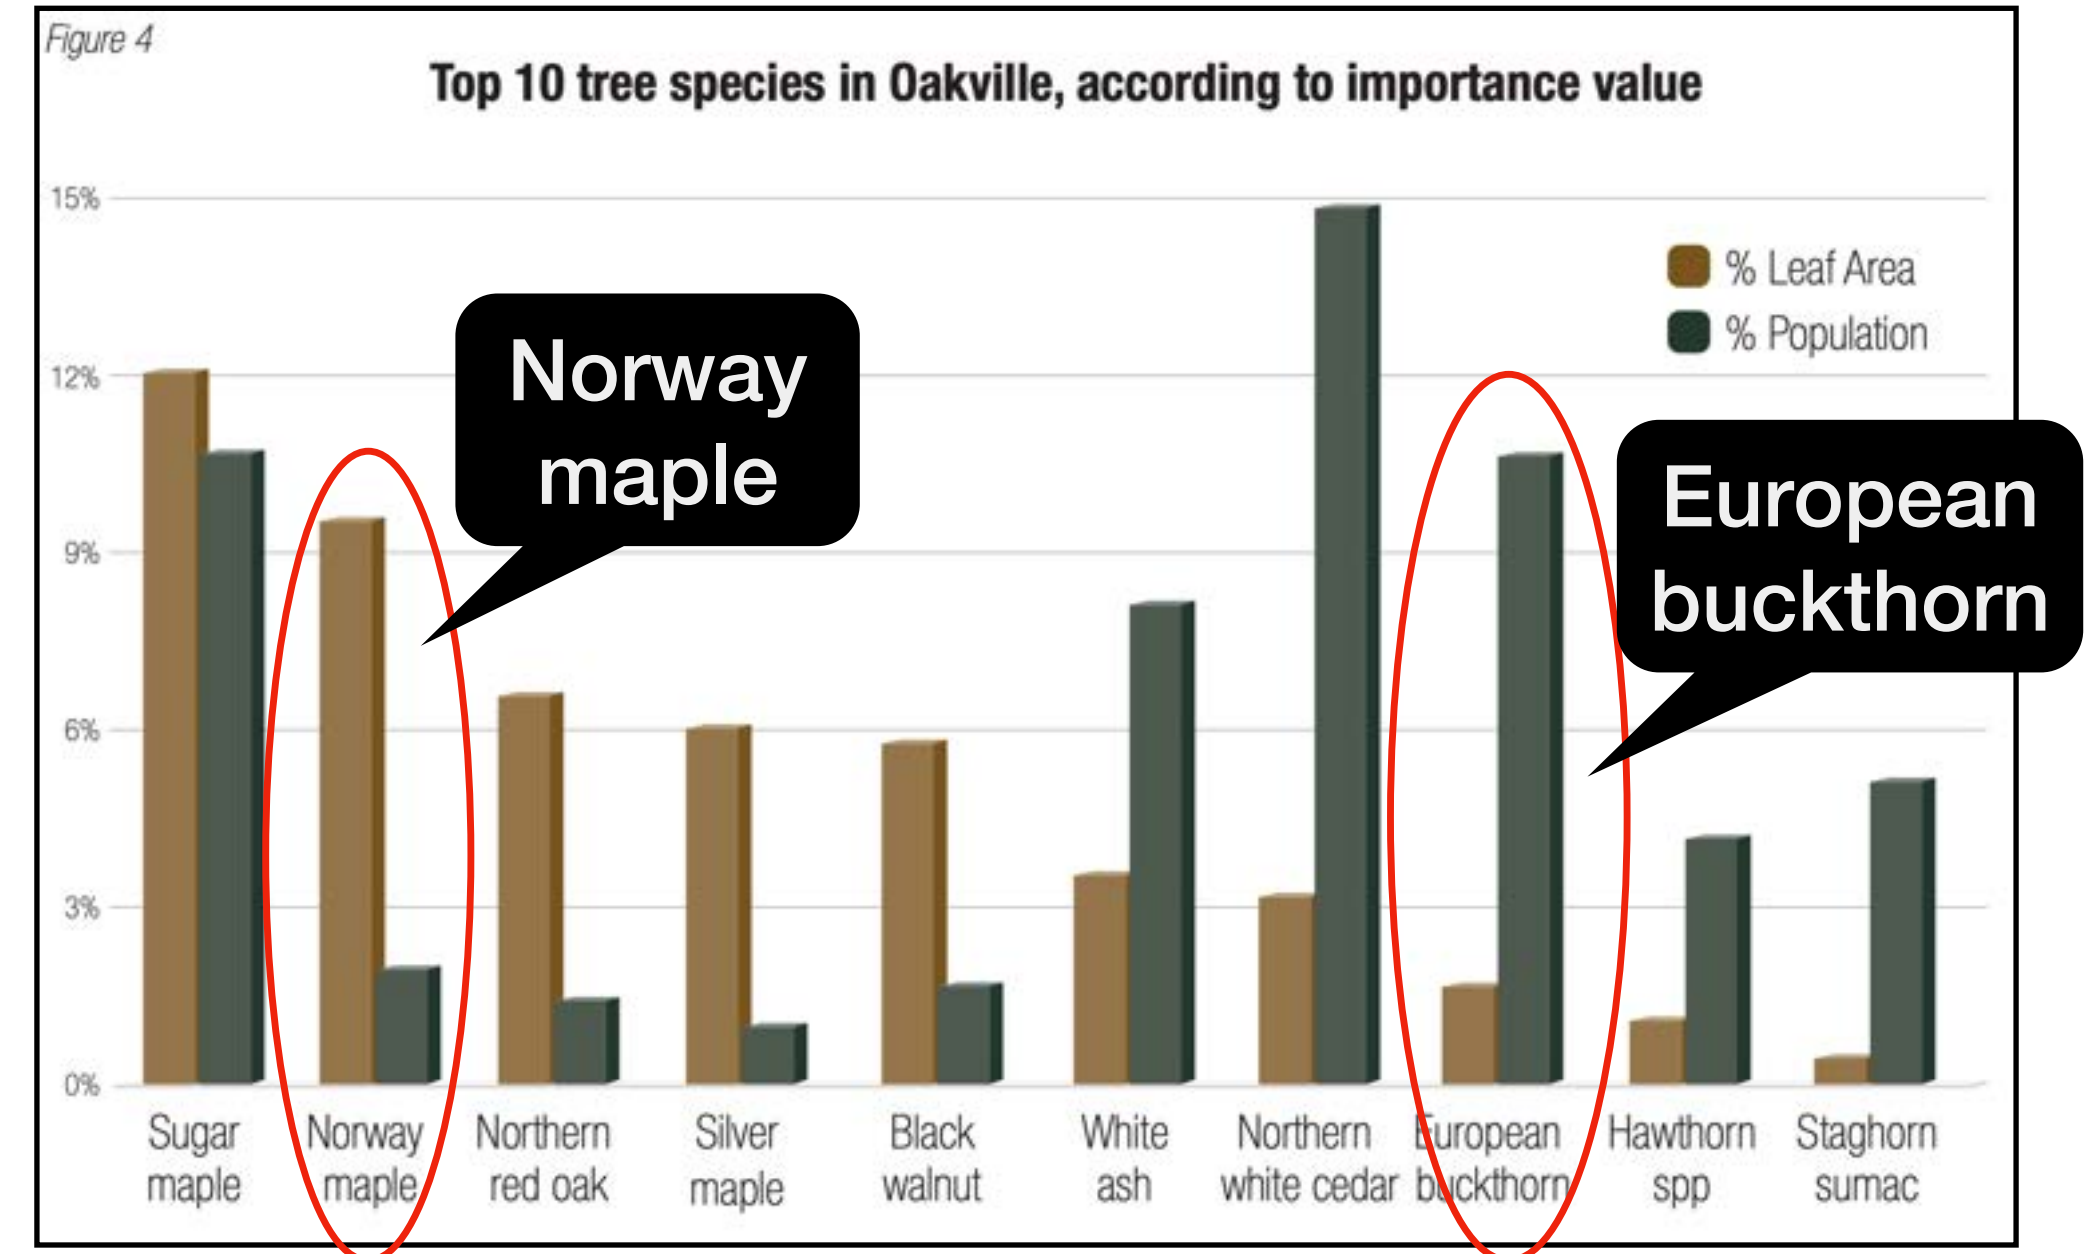 Figure 4
Top 10 tree species in Oakville, according to importance value
15%
12%
9%
6%
3%
0%
% Leaf Area
% Population
Norway
maple
European
buckthorn
Sugar
maple
Norway
maple
Northern
red oak
Silver
maple
Black
walnut
White
ash
Northern
white cedar
European
buckthorn
Hawthorn
spp
Staghorn
sumac